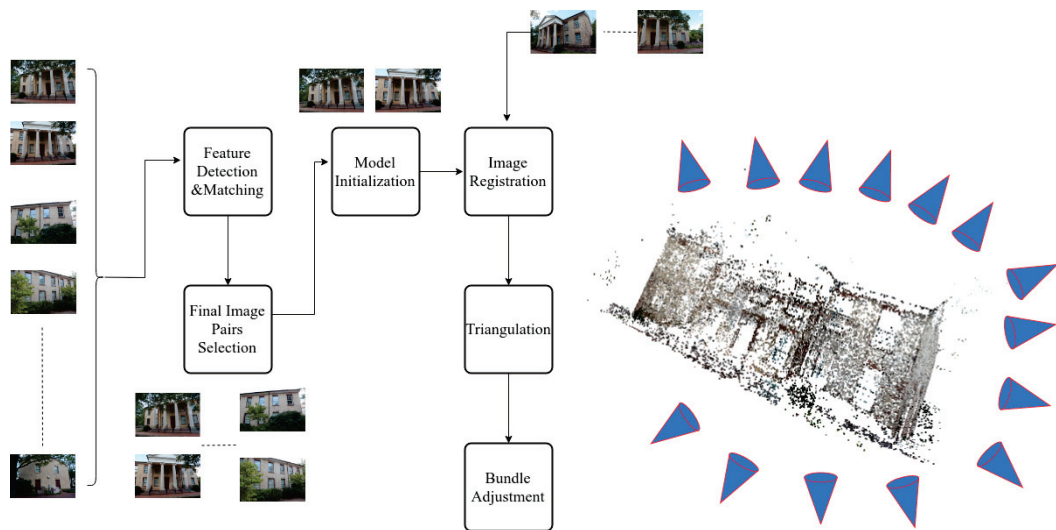 Feature
Detection
&Matching
Final Image
Pairs
Selection
Model
Initialization
Image
Registration
Triangulation
Bundle
Adjustment